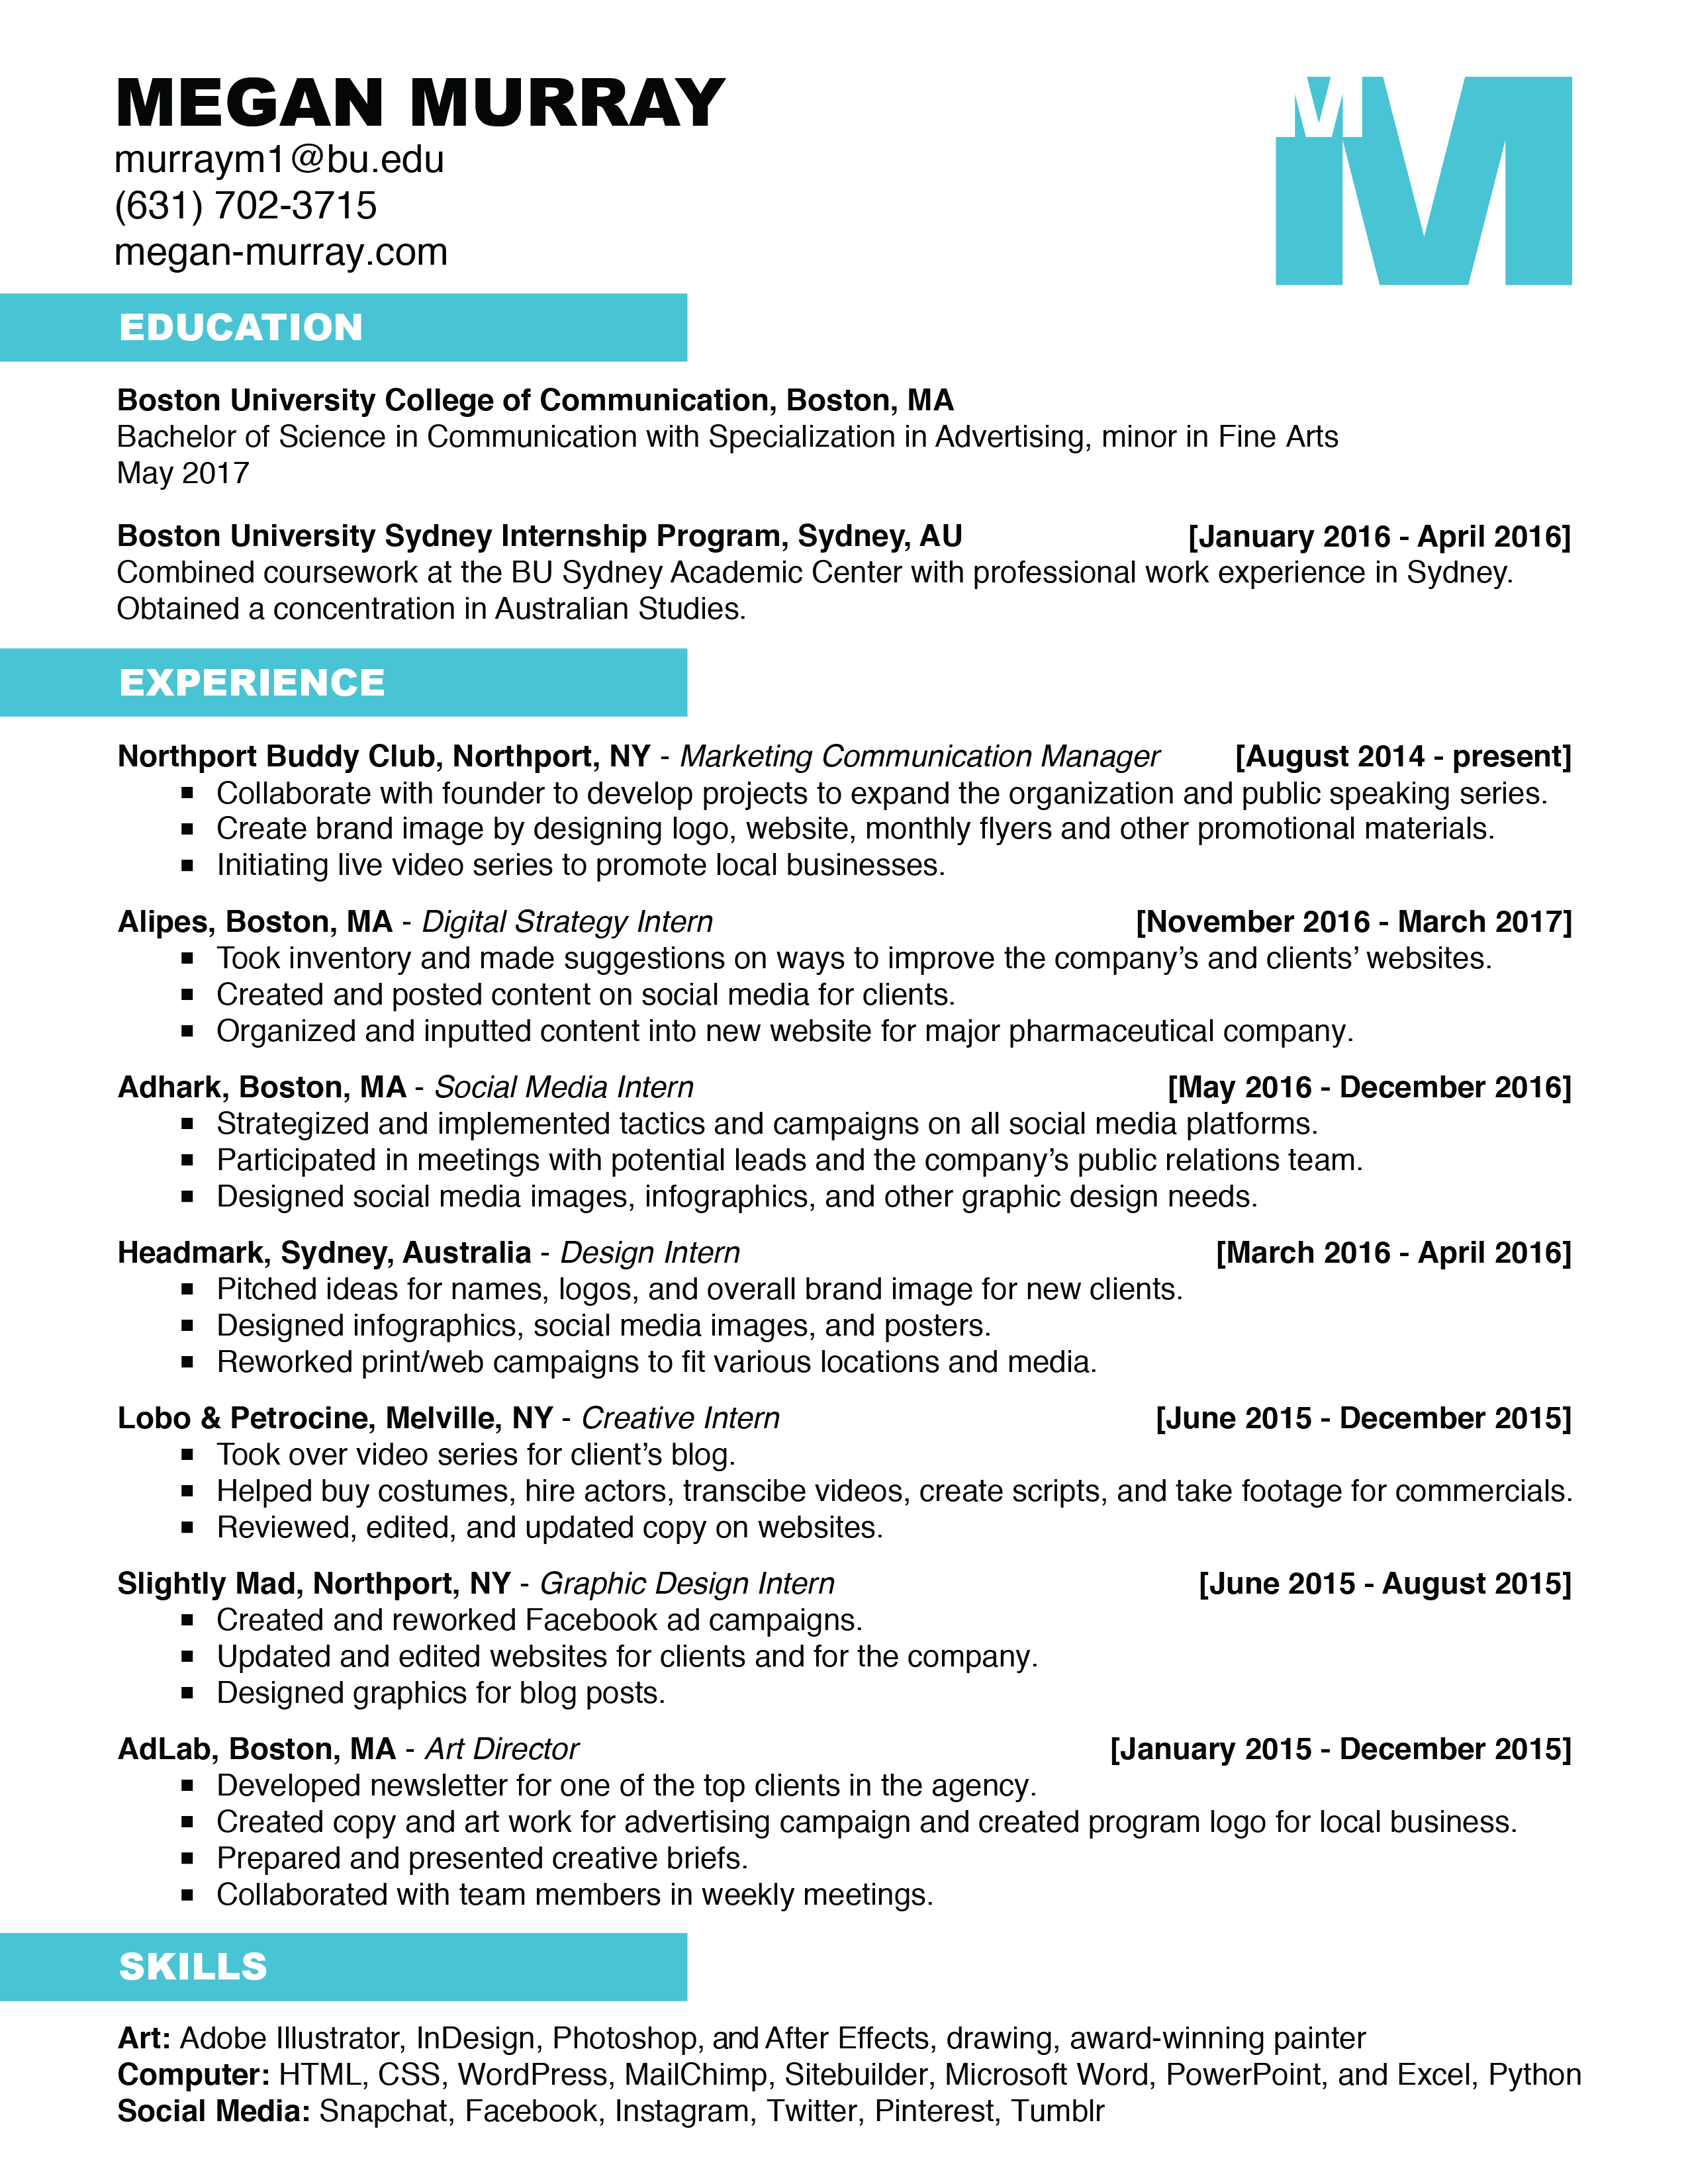 MEGAN MURRAY
murraym1@bu.edu
(631) 702-3715
megan-murray.com
M
M
EDUCATION
Boston University College of Communication, Boston, MA
Bachelor of Science in Communication with Specialization in Advertising, minor in Fine Arts
May 2017
Boston University Sydney Internship Program, Sydney, AU [January 2016 - April 2016]
Combined coursework at the BU Sydney Academic Center with professional work experience in Sydney.
Obtained a concentration in Australian Studies.
EXPERIENCE
Northport Buddy Club, Northport, NY - Marketing Communication Manager [August 2014 - present]
▪ Collaborate with founder to develop projects to expand the organization and public speaking series.
▪ Create brand image by designing logo, website, monthly flyers and other promotional materials.
▪ Initiating live video series to promote local businesses.
Alipes, Boston, MA - Digital Strategy Intern [November 2016 - March 2017]
▪ Took inventory and made suggestions on ways to improve the company’s and clients’ websites.
▪ Created and posted content on social media for clients.
▪ Organized and inputted content into new website for major pharmaceutical company.
Adhark, Boston, MA - Social Media Intern [May 2016 - December 2016]
▪ Strategized and implemented tactics and campaigns on all social media platforms.
▪ Participated in meetings with potential leads and the company’s public relations team.
▪ Designed social media images, infographics, and other graphic design needs.
Headmark, Sydney, Australia - Design Intern [March 2016 - April 2016]
▪ Pitched ideas for names, logos, and overall brand image for new clients.
▪ Designed infographics, social media images, and posters.
▪ Reworked print/web campaigns to fit various locations and media.
Lobo & Petrocine, Melville, NY - Creative Intern [June 2015 - December 2015]
▪ Took over video series for client’s blog.
▪ Helped buy costumes, hire actors, transcibe videos, create scripts, and take footage for commercials.
▪ Reviewed, edited, and updated copy on websites.
Slightly Mad, Northport, NY - Graphic Design Intern [June 2015 - August 2015]
▪ Created and reworked Facebook ad campaigns.
▪ Updated and edited websites for clients and for the company.
▪ Designed graphics for blog posts.
AdLab, Boston, MA - Art Director [January 2015 - December 2015]
▪ Developed newsletter for one of the top clients in the agency.
▪ Created copy and art work for advertising campaign and created program logo for local business.
▪ Prepared and presented creative briefs.
▪ Collaborated with team members in weekly meetings.
SKILLS
Art: Adobe Illustrator, InDesign, Photoshop, and After Effects, drawing, award-winning painter
Computer: HTML, CSS, WordPress, MailChimp, Sitebuilder, Microsoft Word, PowerPoint, and Excel, Python
Social Media: Snapchat, Facebook, Instagram, Twitter, Pinterest, Tumblr